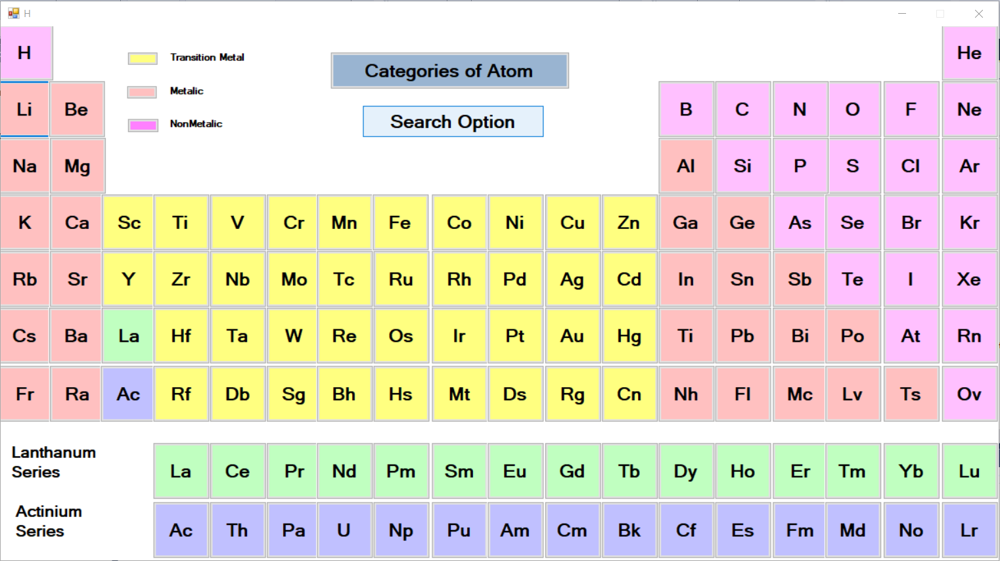 H
H He
Transition Metal
Categories of Atom
Metalic
Li Be B C N O F Ne
NonMetalic
Search Option
Na Mg Al Si P S Cl Ar
K Ca Sc Ti V Cr Mn Fe Co Ni Cu Zn Ga Ge As Se Br Kr
Rb Sr Y Zr Nb Mo Tc Ru Rh Pd Ag Cd In Sn Sb Te I Xe
Cs Ba La Hf Ta W Re Os Ir Pt Au Hg Ti Pb Bi Po At Rn
Fr Ra Ac Rf Db Sg Bh Hs Mt Ds Rg Cn Nh Fl Mc Lv Ts Ov
Lanthanum
Series
La Ce Pr Nd Pm Sm Eu Gd Tb Dy Ho Er Tm Yb Lu
Actinium
Series
Ac Th Pa U Np Pu Am Cm Bk Cf Es Fm Md No Lr